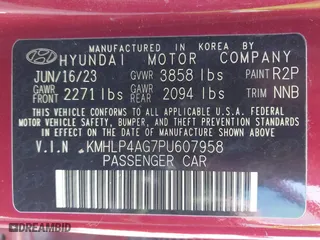 MANUFACTURED IN KOREA BY
HYUNDAI MOTOR COMPANY
JUN/16/23 GVWR 3858 lbs PAINT R2P
GAWR FRONT 2271 lbs GAWR REAR 2094 lbs TRIM NNB
THIS VEHICLE CONFORMS TO ALL APPLICABLE U.S. FEDERAL
MOTOR VEHICLE SAFETY, BUMPER, AND THEFT PREVENTION
STANDARDS IN EFFECT ON THE DATE OF MANUFACTURE SHOWN ABOVE.
V.I.N KMHLP4AG7PU607958
PASSENGER CAR
© DREAMBID
dreambid.com